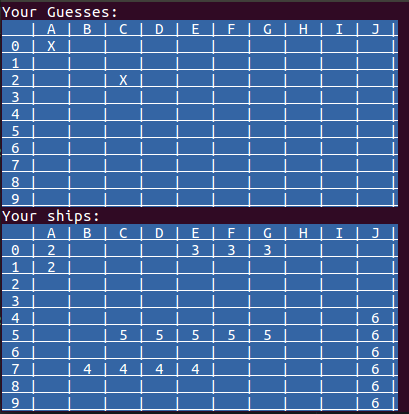 Your Guesses:
| A | B | C | D | E | F | G | H | I | J |
0 | X | | | | | | | | | |
1 | | | | | | | | | | |
2 | | | X | | | | | | | |
3 | | | | | | | | | | |
4 | | | | | | | | | | |
5 | | | | | | | | | | |
6 | | | | | | | | | | |
7 | | | | | | | | | | |
8 | | | | | | | | | | |
9 | | | | | | | | | | |
Your ships:
| A | B | C | D | E | F | G | H | I | J |
0 | 2 | | | | 3 | 3 | 3 | | | |
1 | 2 | | | | | | | | | |
2 | | | | | | | | | | |
3 | | | | | | | | | | |
4 | | | | | | | | | | 6 |
5 | | | 5 | 5 | 5 | 5 | 5 | | | 6 |
6 | | | | | | | | | | 6 |
7 | | 4 | 4 | 4 | 4 | | | | | 6 |
8 | | | | | | | | | | 6 |
9 | | | | | | | | | | 6 |